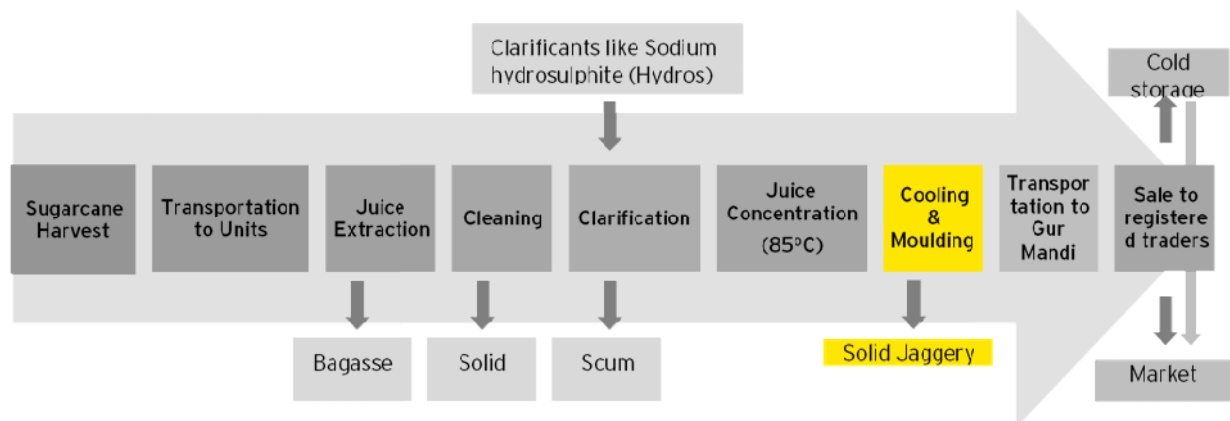 Clarificants like Sodium
hydrosulphite (Hydros)
Cold
storage
Sugarcane
Harvest
Transportation
to Units
Juice
Extraction
Cleaning
Clarification
Juice
Concentration
(85°C)
Cooling
&
Moulding
Transpor
tation to
Gur
Mandi
Sale to
registere
d traders
Bagasse
Solid
Scum
Solid Jaggery
Market